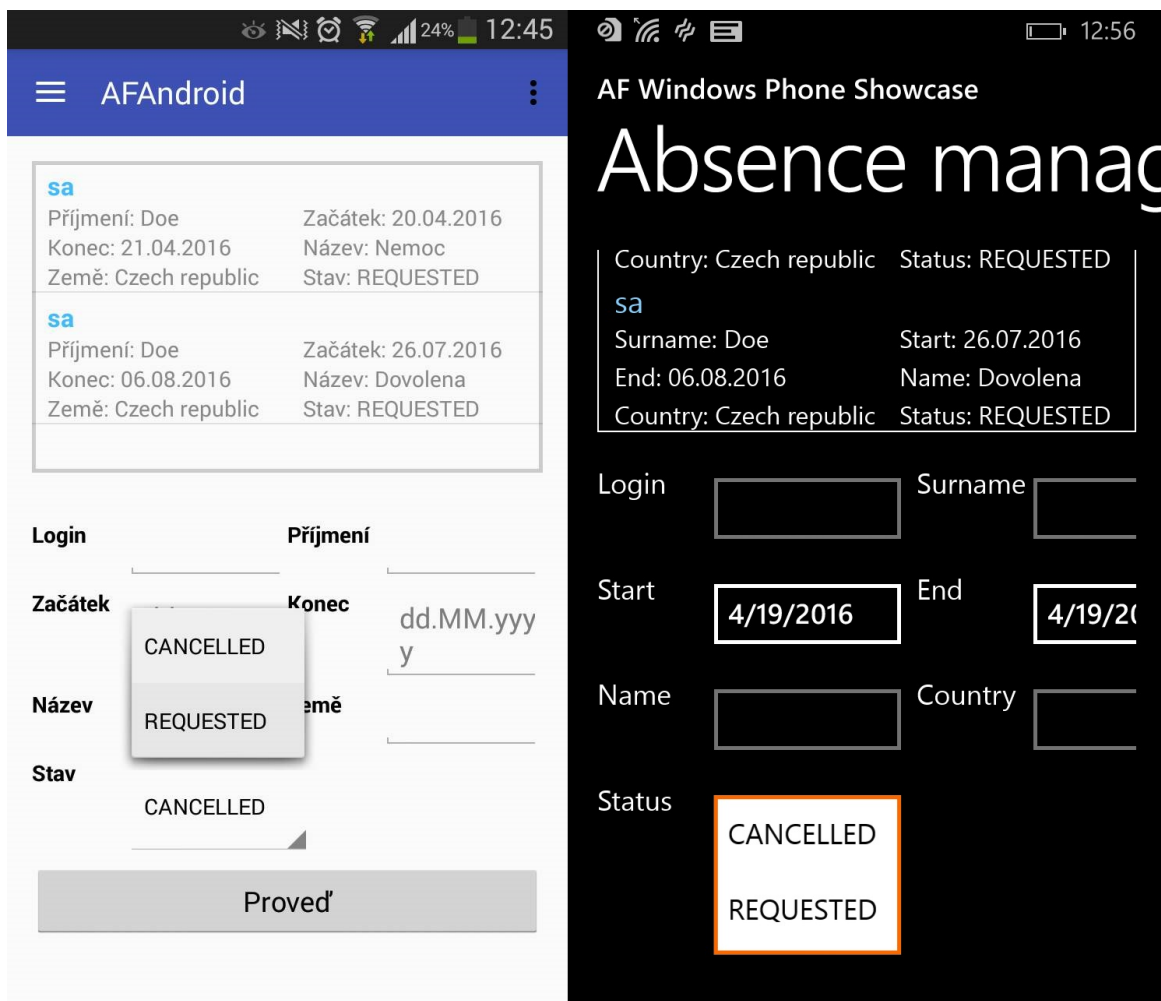 24% 12:45
AFAndroid
sa
Příjmení: Doe Začátek: 20.04.2016
Konec: 21.04.2016 Název: Nemoc
Země: Czech republic Stav: REQUESTED
sa
Příjmení: Doe Začátek: 26.07.2016
Konec: 06.08.2016 Název: Dovolena
Země: Czech republic Stav: REQUESTED
Login Příjmení
Začátek Konec
dd.MM.yyy
y
CANCELLED
REQUESTED
Název emě
Stav
CANCELLED
Proveď
12:56
AF Windows Phone Showcase
Absence manag
Country: Czech republic Status: REQUESTED
sa
Surname: Doe Start: 26.07.2016
End: 06.08.2016 Name: Dovolena
Country: Czech republic Status: REQUESTED
Login Surname
Start 4/19/2016 End 4/19/20
Name Country
Status
CANCELLED
REQUESTED